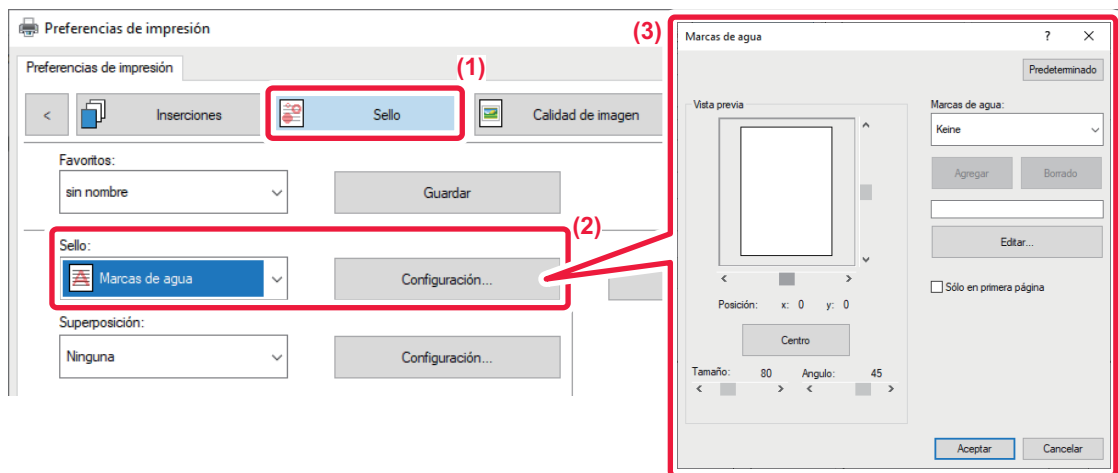 Preferencias de impresión
Preferencias de impresión
(1)
<
Inserciones
Sello
Calidad de imagen
Favoritos:
sin nombre
Guardar
(2)
Sello:
Marcas de agua
Configuración...
Superposición:
Ninguna
Configuración...
(3)
Marcas de agua
?
Predeterminado
Vista previa
Marcas de agua:
Keine
Agregar
Borrado
Editar...
Sólo en primera página
Posición: x: 0 y: 0
Centro
Tamaño: 80 Angulo: 45
Aceptar
Cancelar